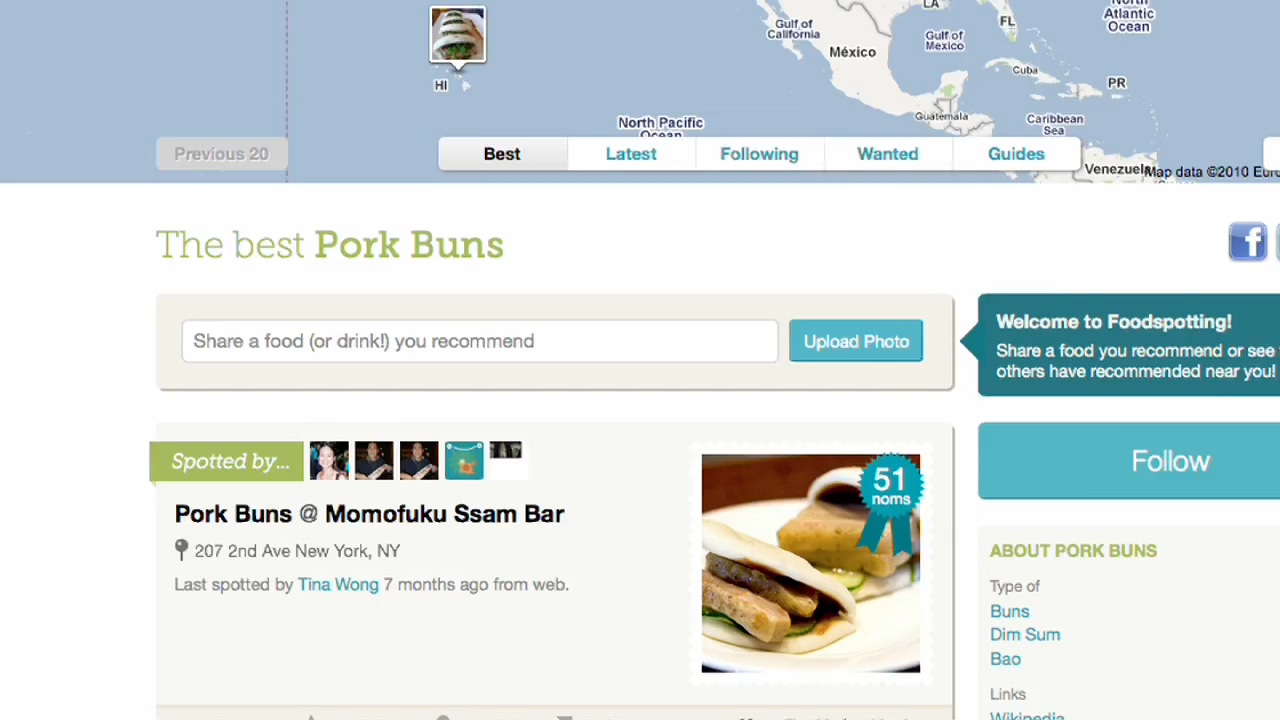 LA
FL
North
Atlantic
Ocean
Gulf of
California
México
Gulf of
Mexico
HI
Cuba
PR
Guatemala
Caribbean
Sea
North Pacific
Ocean
Venezuela
Map data ©2010 Euro
Previous 20
Best
Latest
Following
Wanted
Guides
The best Pork Buns
f
Share a food (or drink!) you recommend
Upload Photo
Welcome to Foodspotting!
Share a food you recommend or see
others have recommended near you!
Spotted by...
51
noms
Follow
Pork Buns @ Momofuku Ssam Bar
207 2nd Ave New York, NY
Last spotted by Tina Wong 7 months ago from web.
ABOUT PORK BUNS
Type of
Buns
Dim Sum
Bao
Links
Wikipedia